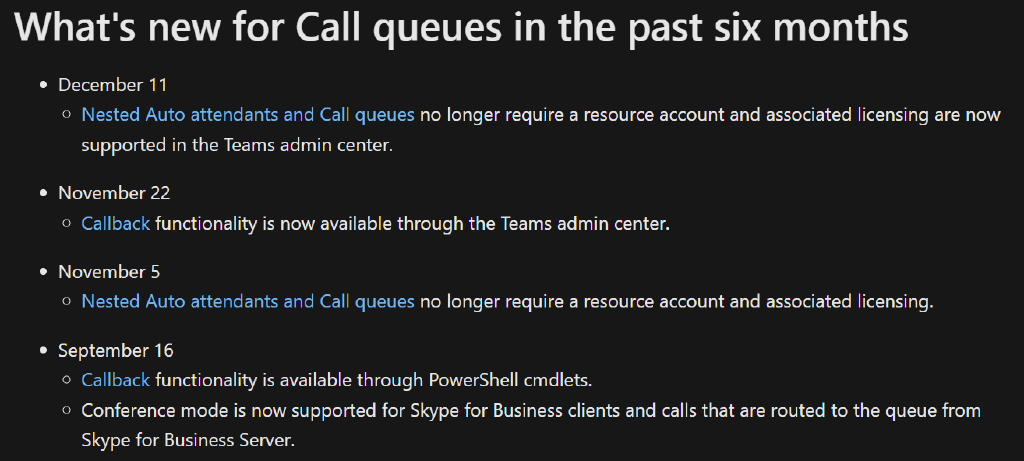 What's new for Call queues in the past six months
December 11
Nested Auto attendants and Call queues no longer require a resource account and associated licensing are now
supported in the Teams admin center.
November 22
Callback functionality is now available through the Teams admin center.
November 5
Nested Auto attendants and Call queues no longer require a resource account and associated licensing.
September 16
Callback functionality is available through PowerShell cmdlets.
Conference mode is now supported for Skype for Business clients and calls that are routed to the queue from
Skype for Business Server.